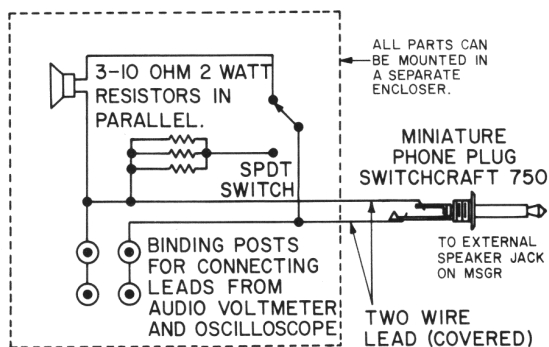 3-10 OHM 2 WATT
RESISTORS IN
PARALLEL.
SPDT
SWITCH
BINDING POSTS
FOR CONNECTING
LEADS FROM
AUDIO VOLTMETER
AND OSCILLOSCOPE
ALL PARTS CAN
BE MOUNTED IN
A SEPARATE
ENCLOSER.
MINIATURE
PHONE PLUG
SWITCHCRAFT 750
TO EXTERNAL
SPEAKER JACK
ON MSGR
TWO WIRE
LEAD (COVERED)